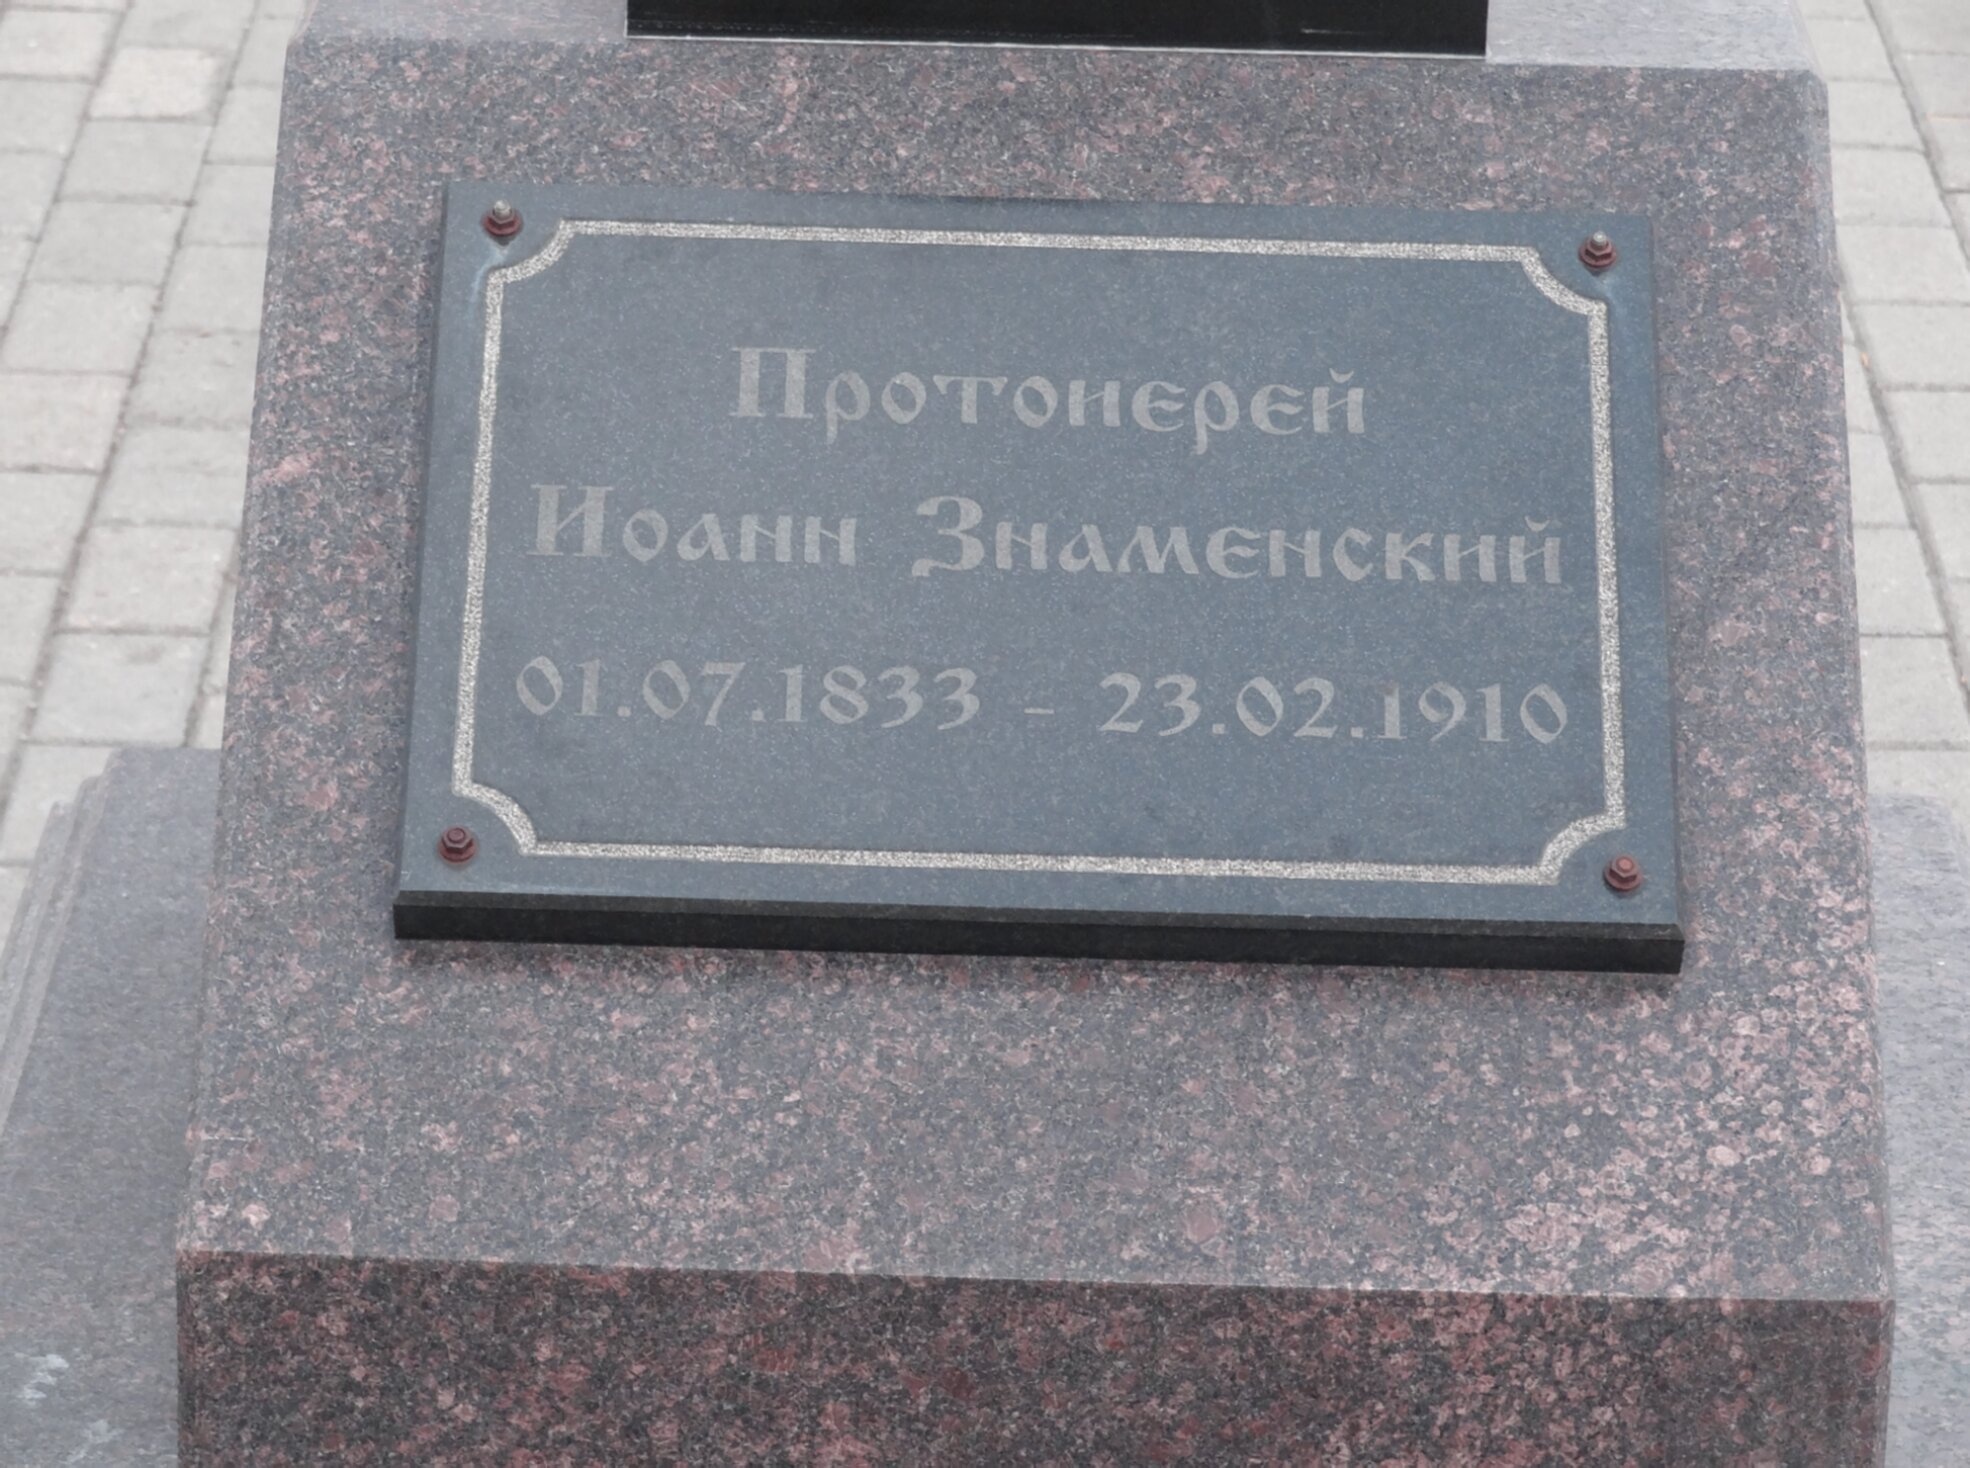 Протоиерей
Иоанн Знаменский
01.07.1833 - 23.02.1910